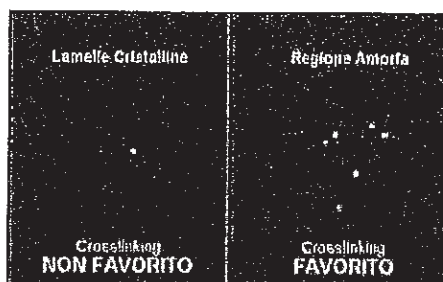 Lamelle Cristalline
Crosslinking
NON FAVORITO
Regione Amorfa
Crosslinking
FAVORITO